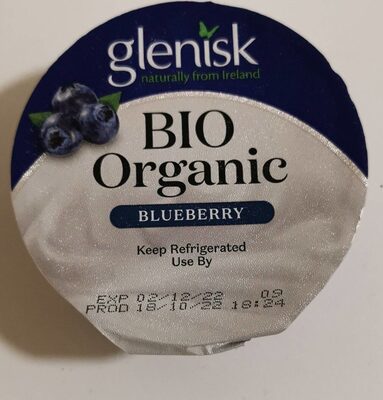 glenisk
naturally from Ireland
BIO
Organic
BLUEBERRY
Keep Refrigerated
Use By
EXP 02/12/22 09
PROD 18/10/22 18:24